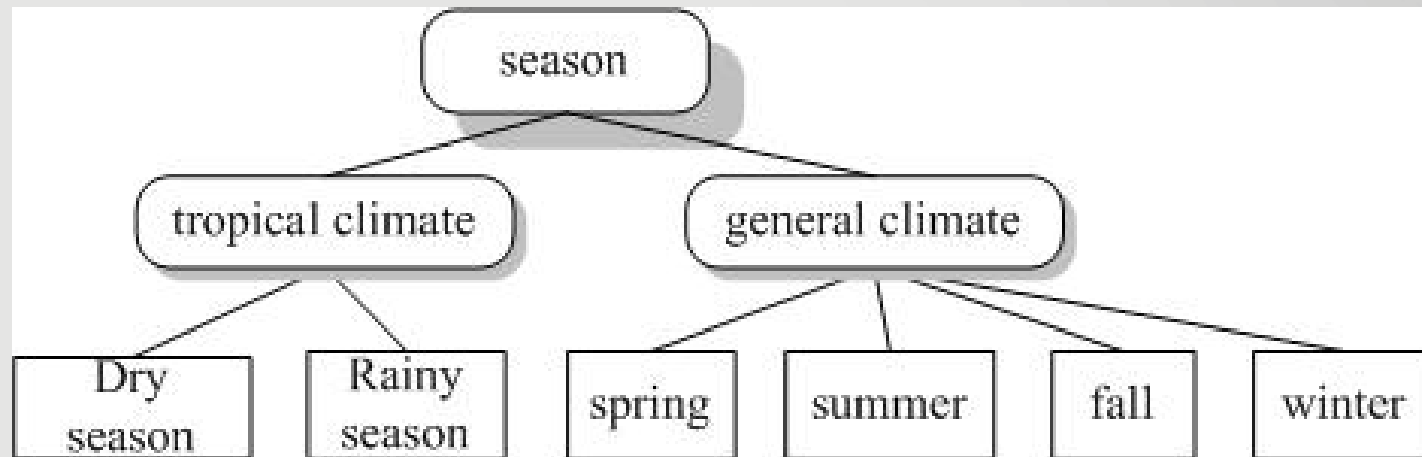 season
tropical climate
general climate
Dry
season
Rainy
season
spring
summer
fall
winter